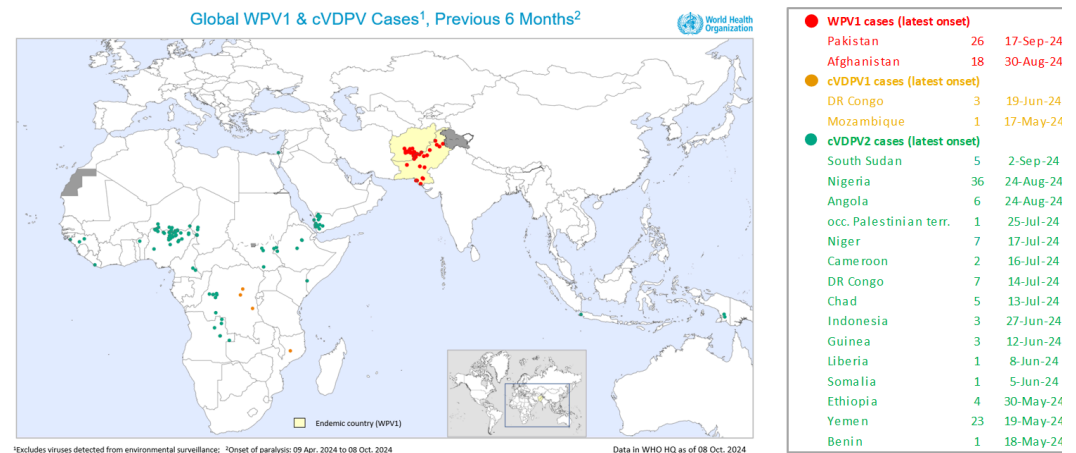 Global WPV1 & cVDPV Cases¹, Previous 6 Months²
World Health
Organization
Endemic country (WPV1)
¹Excludes viruses detected from environmental surveillance; ²Onset of paralysis: 09 Apr. 2024 to 08 Oct. 2024
Data in WHO HQ as of 08 Oct. 2024
WPV1 cases (latest onset)
Pakistan 26 17-Sep-24
Afghanistan 18 30-Aug-24
cVDPV1 cases (latest onset)
DR Congo 3 19-Jun-24
Mozambique 1 17-May-24
cVDPV2 cases (latest onset)
South Sudan 5 2-Sep-24
Nigeria 36 24-Aug-24
Angola 6 24-Aug-24
occ. Palestinian terr. 1 25-Jul-24
Niger 7 17-Jul-24
Cameroon 2 16-Jul-24
DR Congo 7 14-Jul-24
Chad 5 13-Jul-24
Indonesia 3 27-Jun-24
Guinea 3 12-Jun-24
Liberia 1 8-Jun-24
Somalia 1 5-Jun-24
Ethiopia 4 30-May-24
Yemen 23 19-May-24
Benin 1 18-May-24